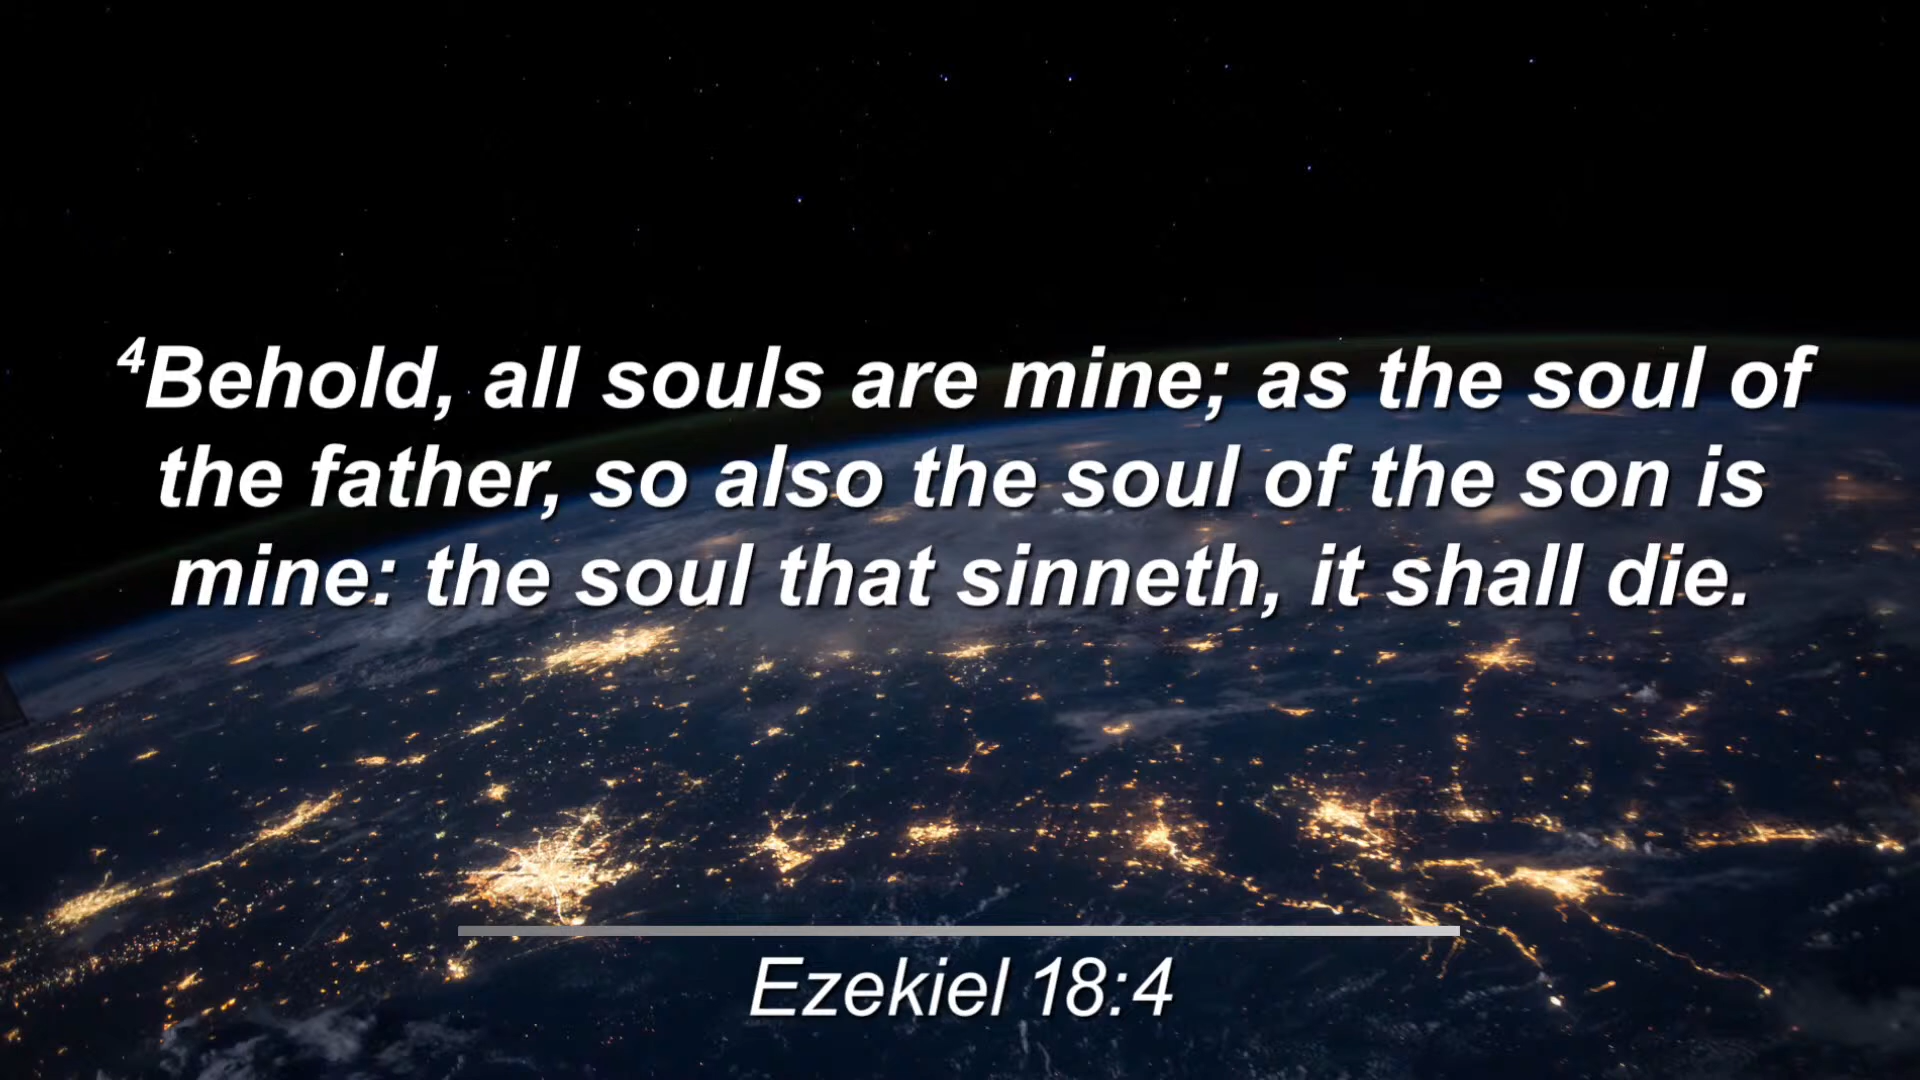 ⁴Behold, all souls are mine; as the soul of
the father, so also the soul of the son is
mine: the soul that sinneth, it shall die.
Ezekiel 18:4